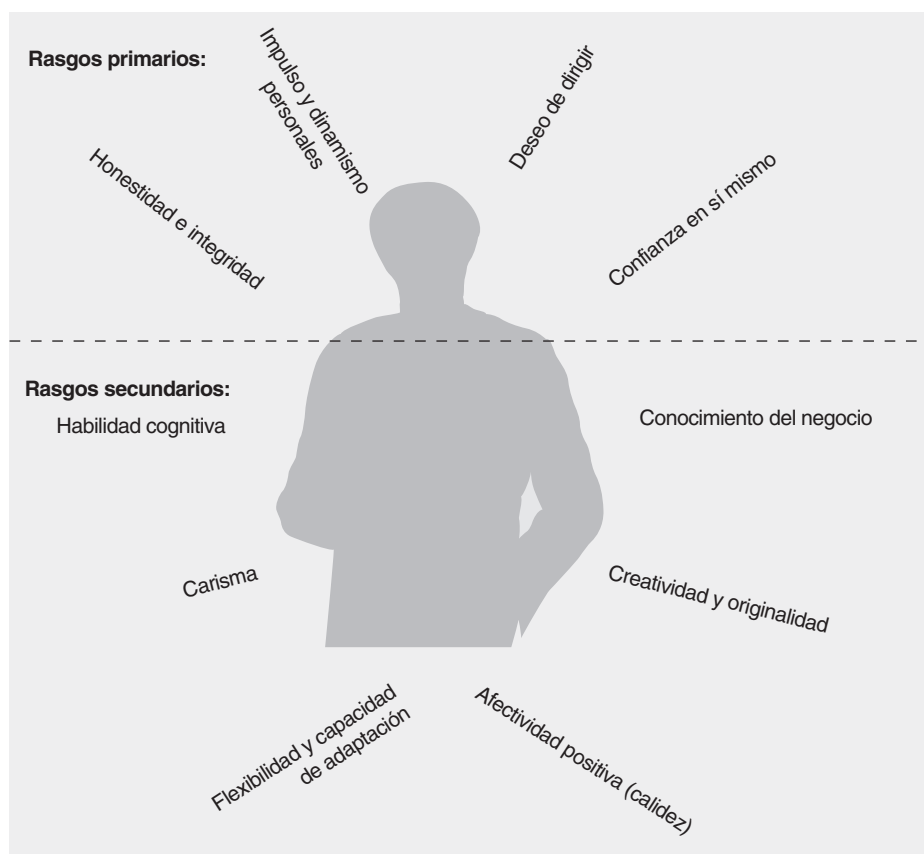 Rasgos primarios:
Impulso y dinamismo
personales
Deseo de dirigir
Honestidad e integridad
Confianza en sí mismo
Rasgos secundarios:
Habilidad cognitiva
Conocimiento del negocio
Carisma
Creatividad y originalidad
Flexibilidad y capacidad
de adaptación
Afectividad positiva (calidez)